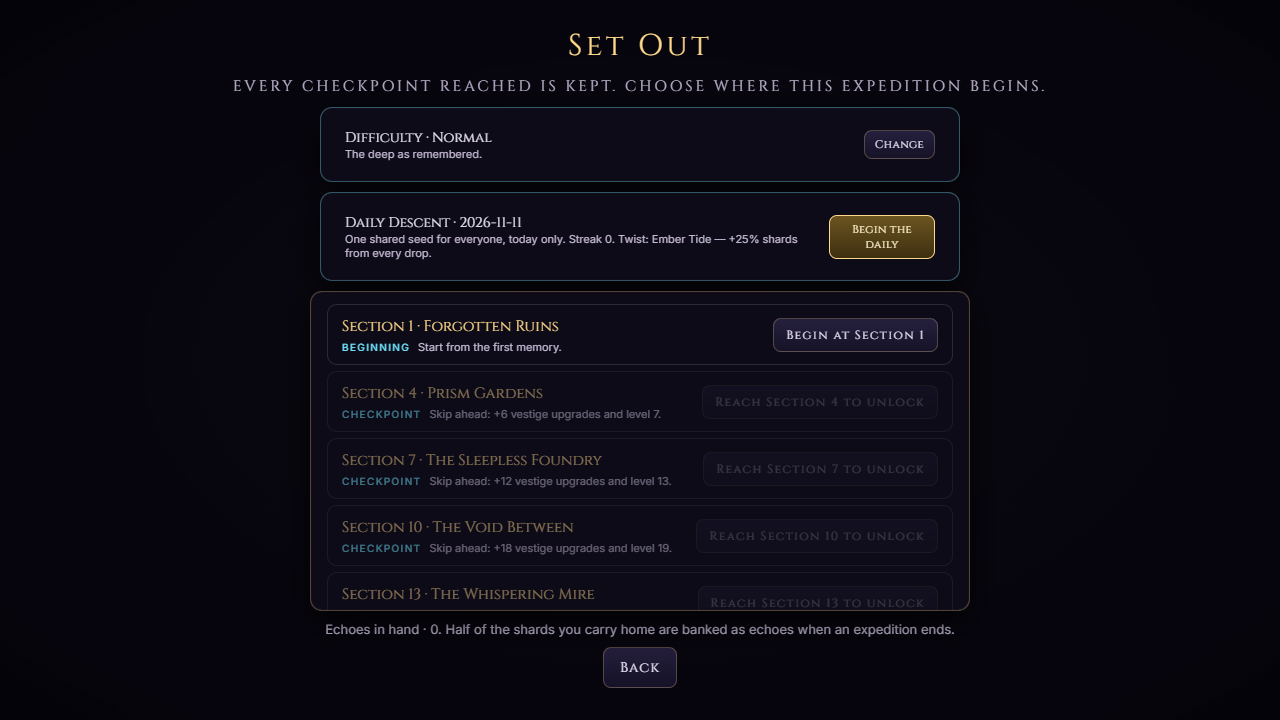 Set Out
EVERY CHECKPOINT REACHED IS KEPT. CHOOSE WHERE THIS EXPEDITION BEGINS.
Difficulty · Normal
The deep as remembered.
Change
Daily Descent · 2026-11-11
One shared seed for everyone, today only. Streak 0. Twist: Ember Tide — +25% shards
from every drop.
Begin the
daily
Section 1 · Forgotten Ruins
BEGINNING Start from the first memory.
Begin at Section 1
Section 4 · Prism Gardens
CHECKPOINT Skip ahead: +6 vestige upgrades and level 7.
Reach Section 4 to unlock
Section 7 · The Sleepless Foundry
CHECKPOINT Skip ahead: +12 vestige upgrades and level 13.
Reach Section 7 to unlock
Section 10 · The Void Between
CHECKPOINT Skip ahead: +18 vestige upgrades and level 19.
Reach Section 10 to unlock
Section 13 · The Whispering Mire
Reach Section 13 to unlock
Echoes in hand · 0. Half of the shards you carry home are banked as echoes when an expedition ends.
Back